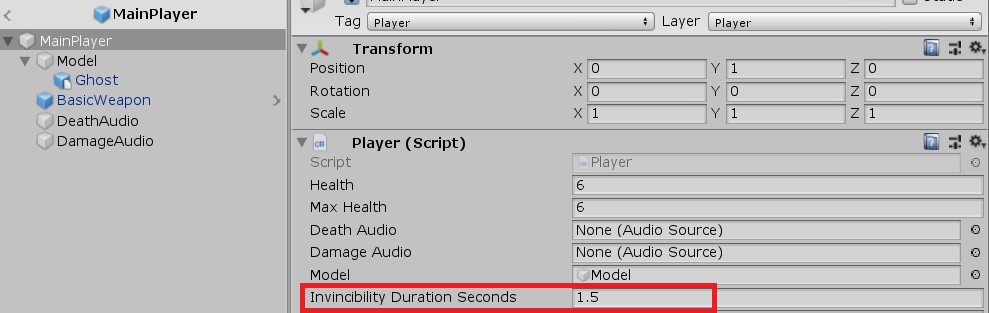 MainPlayer
MainPlayer
Model
Ghost
BasicWeapon
DeathAudio
DamageAudio
Tag Player Layer Player
Transform
Position X 0 Y 1 Z 0
Rotation X 0 Y 0 Z 0
Scale X 1 Y 1 Z 1
c# Player (Script)
Script Player
Health 6
Max Health 6
Death Audio None (Audio Source)
Damage Audio None (Audio Source)
Model Model
Invincibility Duration Seconds 1.5